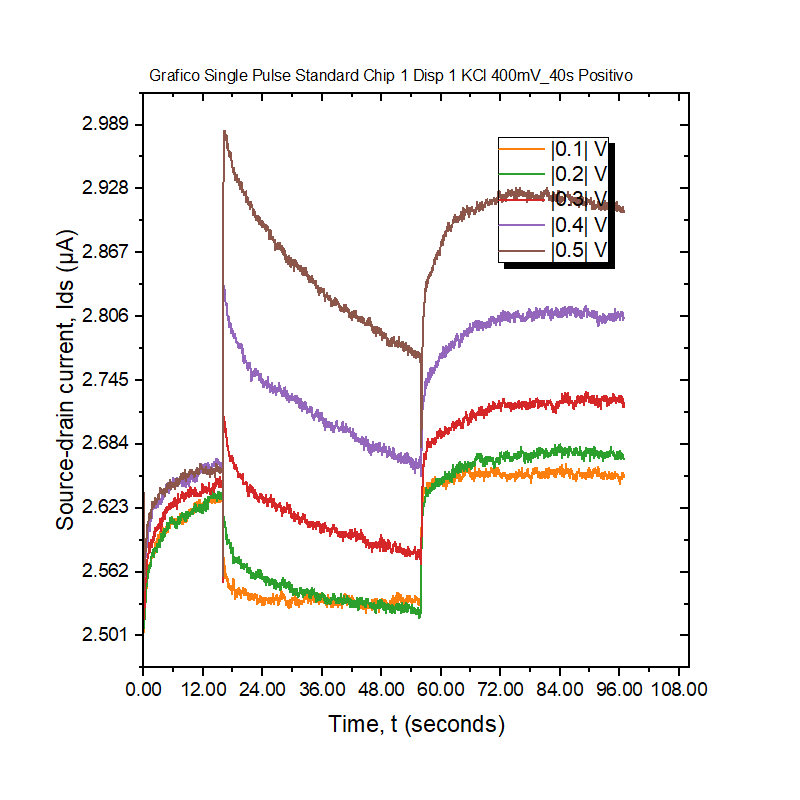 Grafico Single Pulse Standard Chip 1 Disp 1 KCl 400mV_40s Positivo
2.989
2.928
2.867
2.806
2.745
2.684
2.623
2.562
2.501
Source-drain current, Ids (µA)
|0.1| V
|0.2| V
|0.3| V
|0.4| V
|0.5| V
0.00 12.00 24.00 36.00 48.00 60.00 72.00 84.00 96.00 108.00
Time, t (seconds)